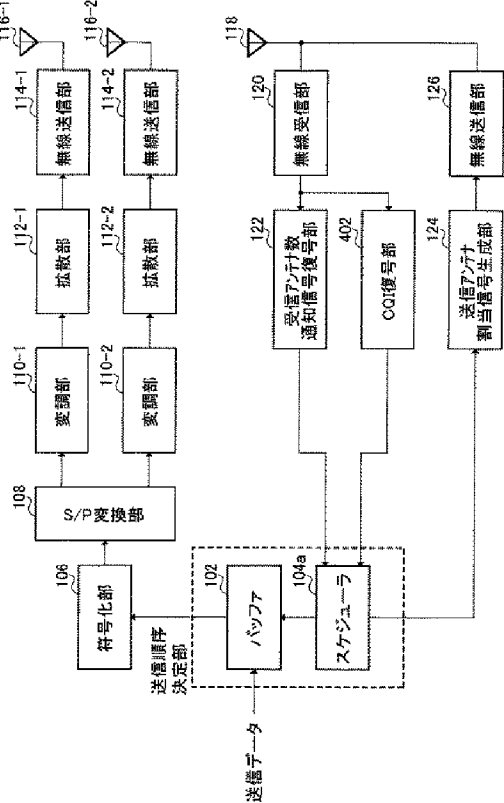 送信データ
送信順序
決定部
102
バッファ
104a
スケジューラ
106
符号化部
108
S/P変換部
110-1
変調部
112-1
拡散部
114-1
無線送信部
116-1
110-2
変調部
112-2
拡散部
114-2
無線送信部
116-2
118
120
無線受信部
122
受信アンテナ数
通知信号復号部
402
CQI復号部
124
送信アンテナ
割当信号生成部
126
無線送信部